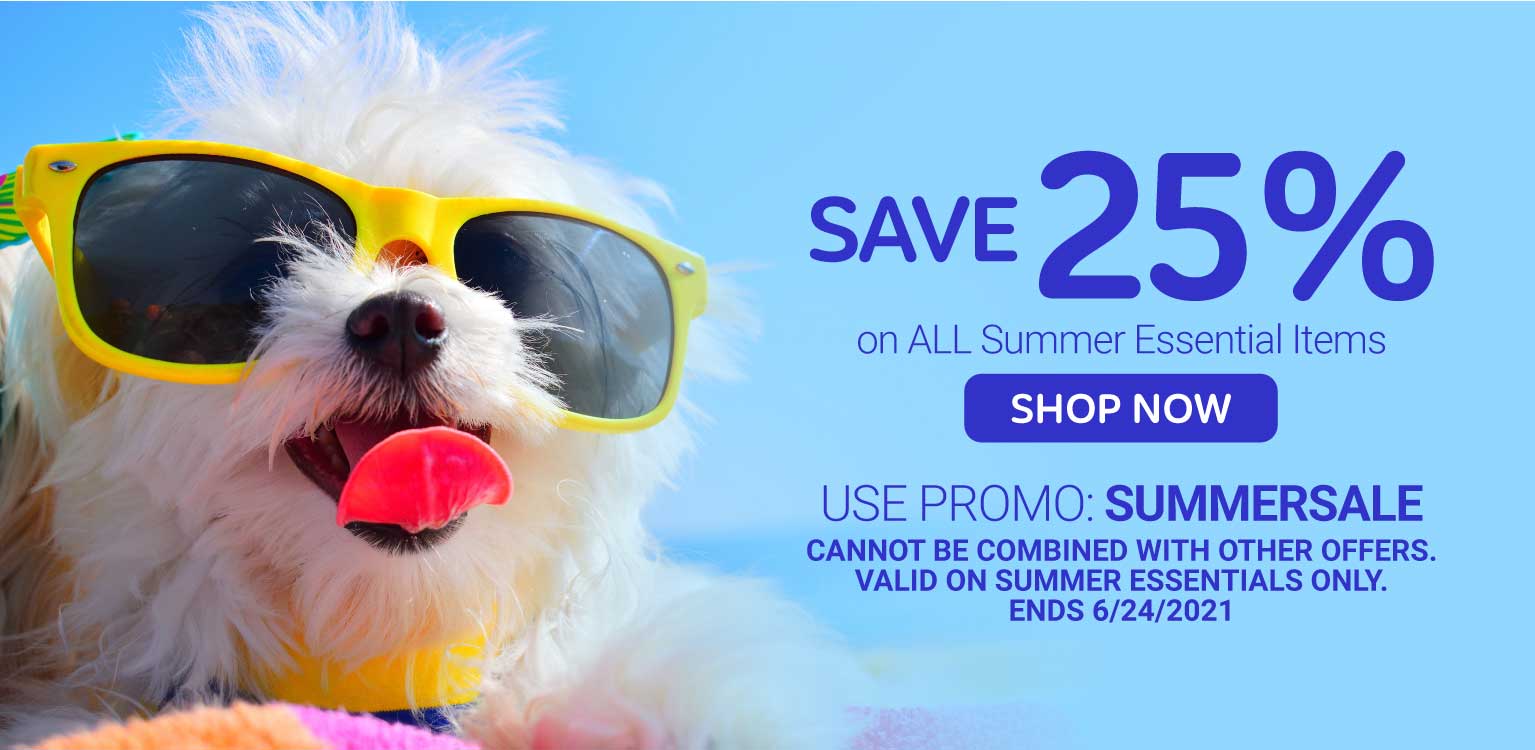 SAVE 25%
on ALL Summer Essential Items
SHOP NOW
USE PROMO: SUMMERSALE
CANNOT BE COMBINED WITH OTHER OFFERS.
VALID ON SUMMER ESSENTIALS ONLY.
ENDS 6/24/2021